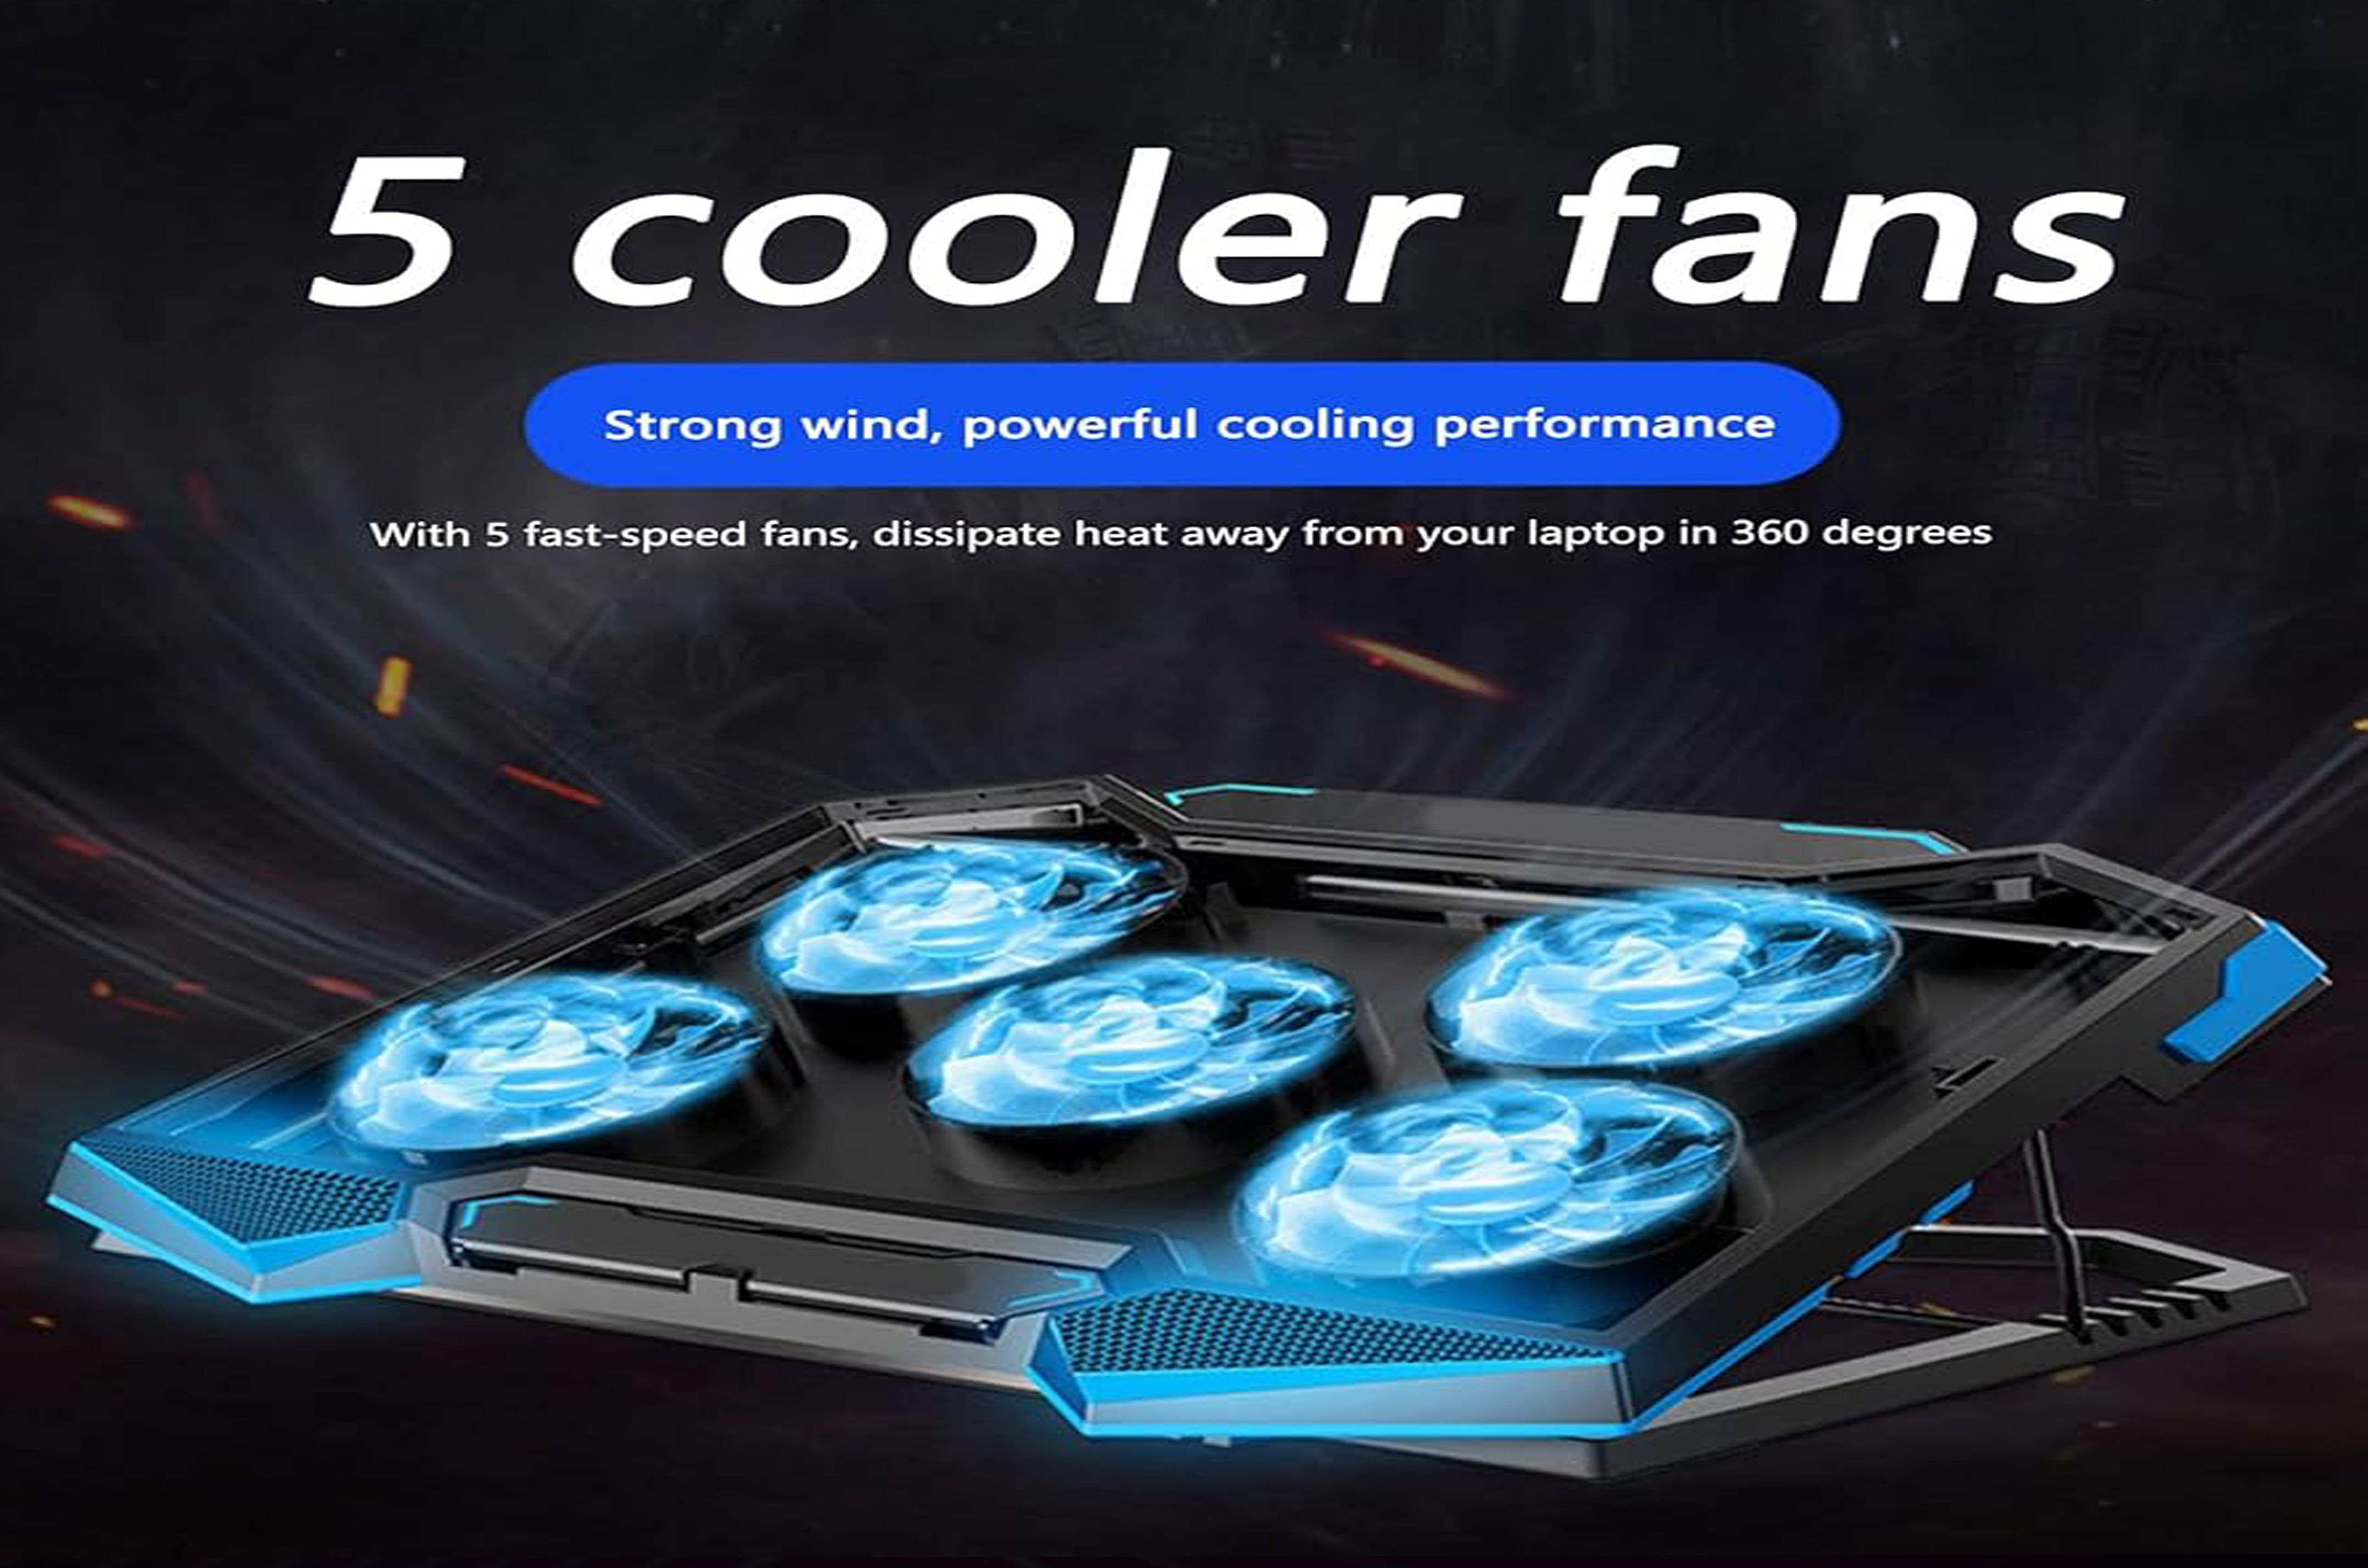 5 cooler fans
Strong wind, powerful cooling performance
With 5 fast-speed fans, dissipate heat away from your laptop in 360 degrees